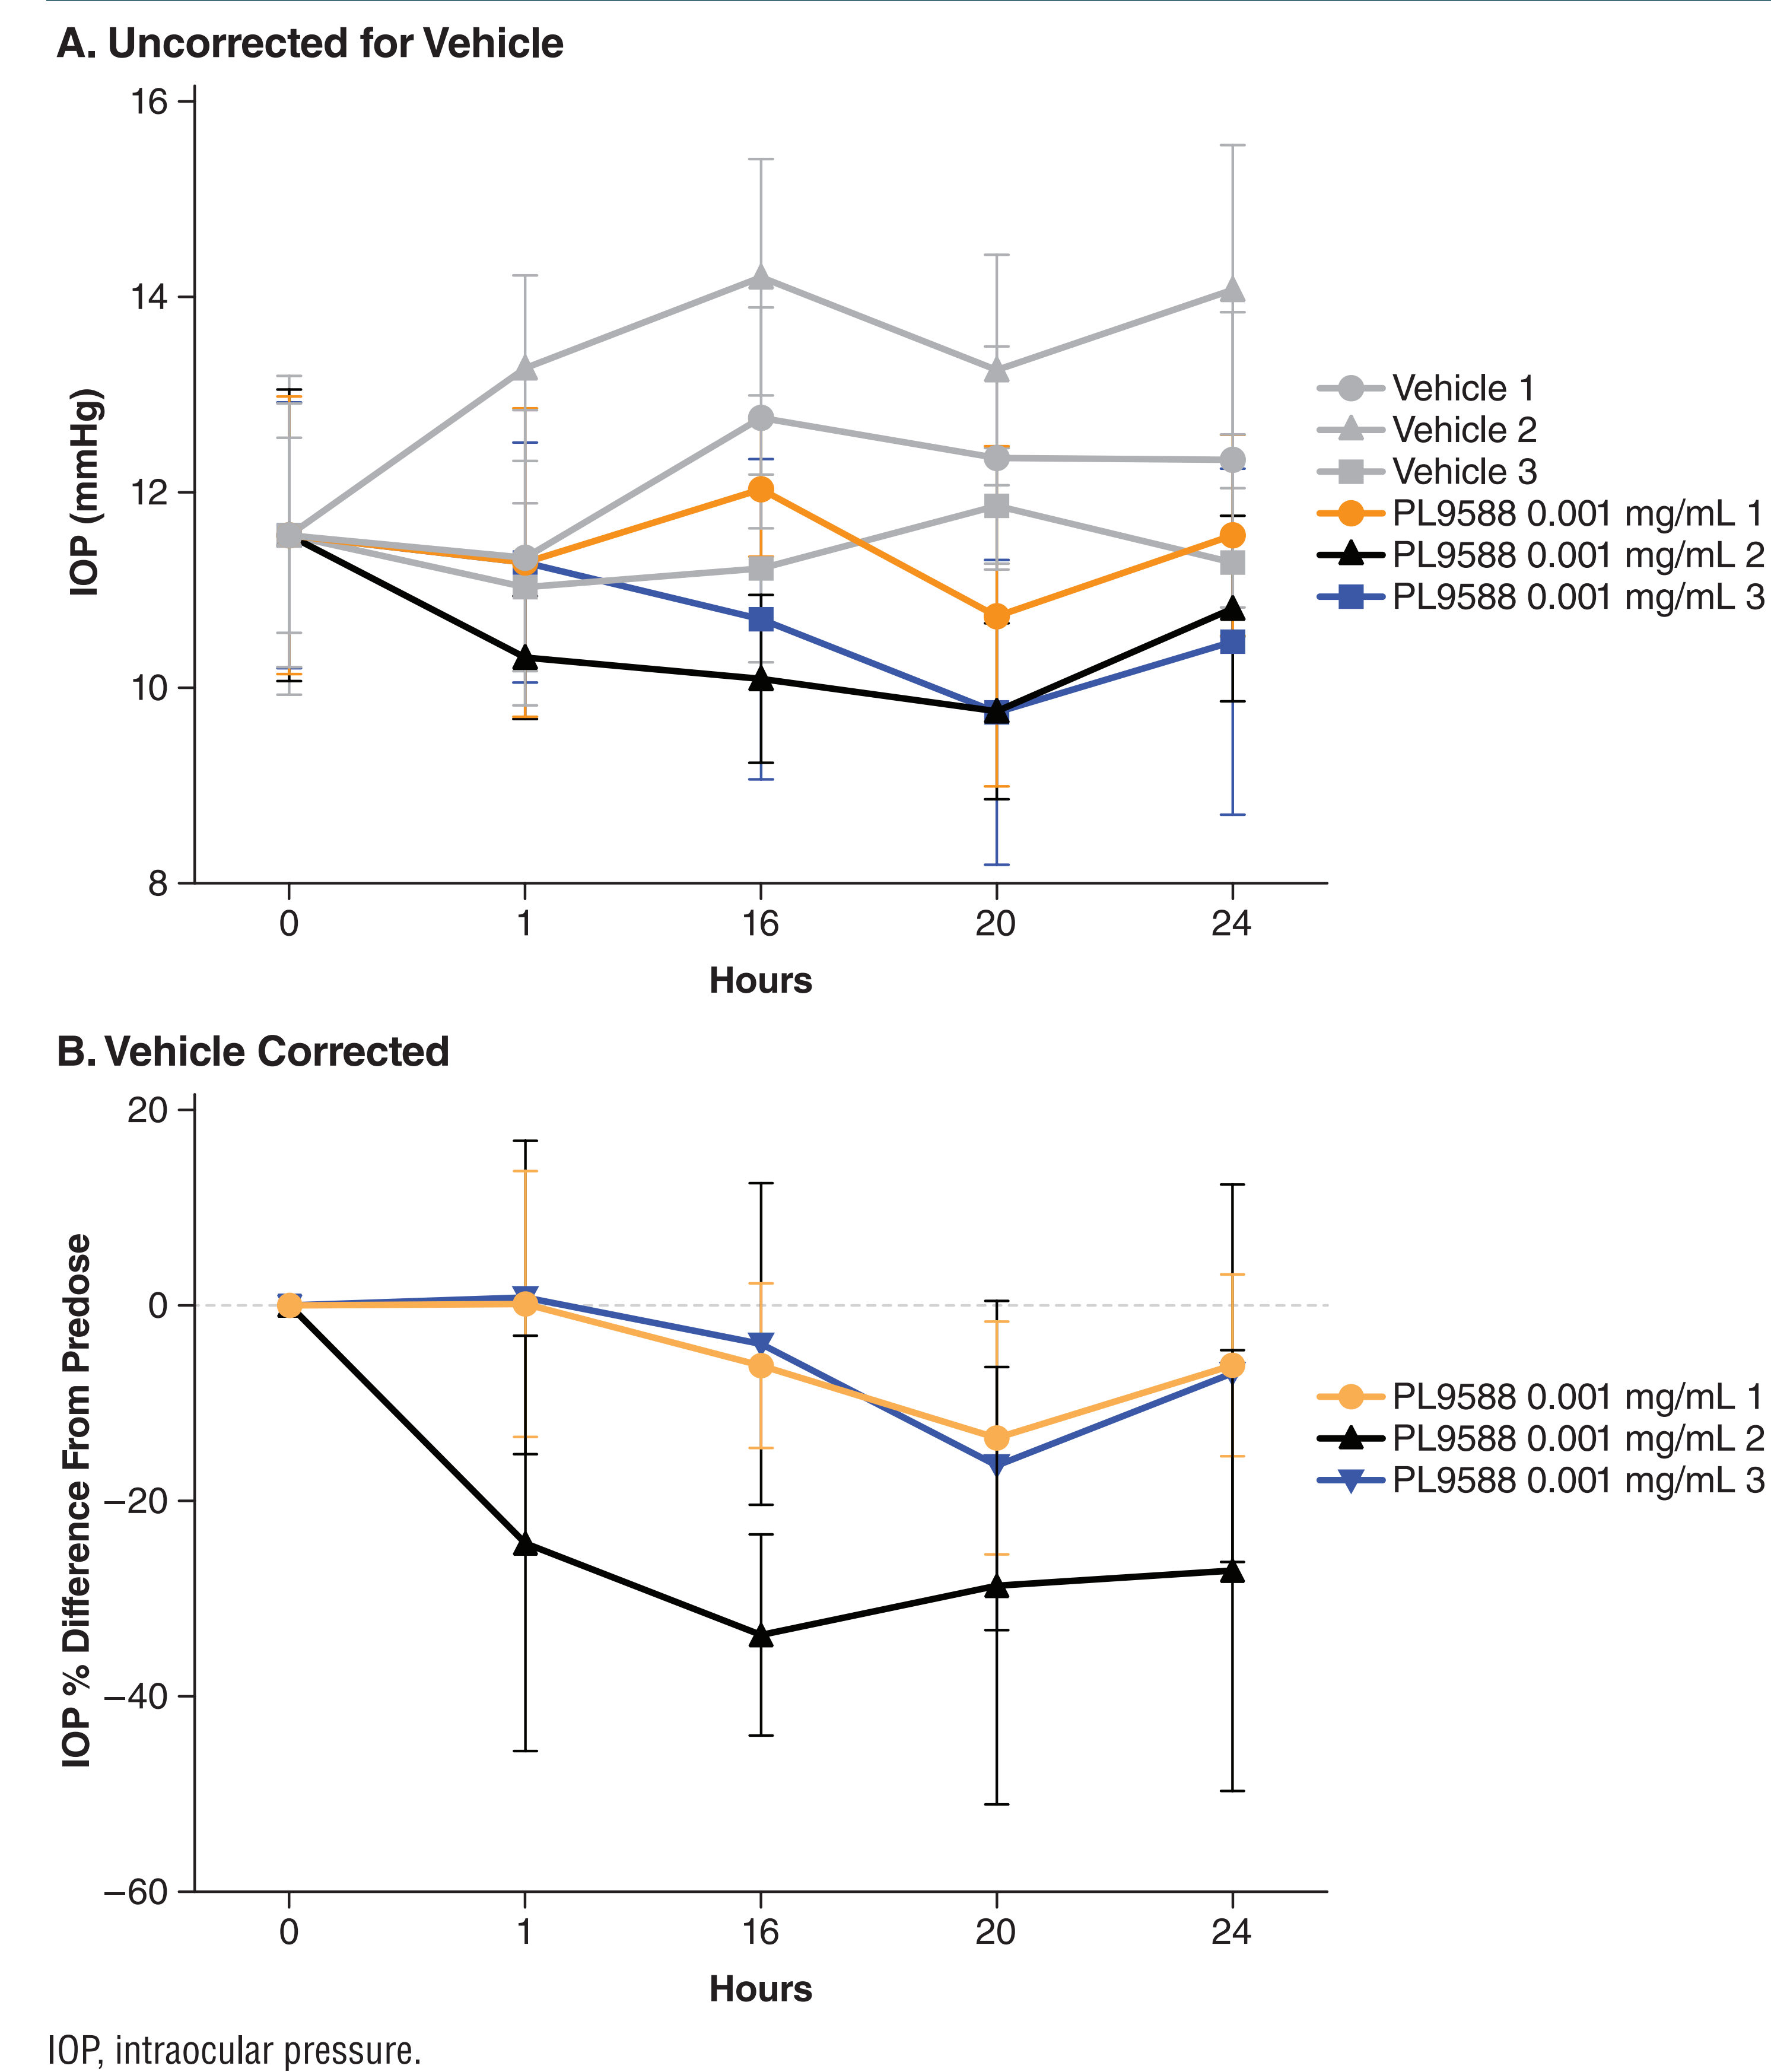 A. Uncorrected for Vehicle
16
14
12
10
8
IOP (mmHg)
0 1 16 20 24
Hours
Vehicle 1
Vehicle 2
Vehicle 3
PL9588 0.001 mg/mL 1
PL9588 0.001 mg/mL 2
PL9588 0.001 mg/mL 3
B. Vehicle Corrected
20
0
–20
–40
–60
IOP % Difference From Predose
0 1 16 20 24
Hours
PL9588 0.001 mg/mL 1
PL9588 0.001 mg/mL 2
PL9588 0.001 mg/mL 3
IOP, intraocular pressure.